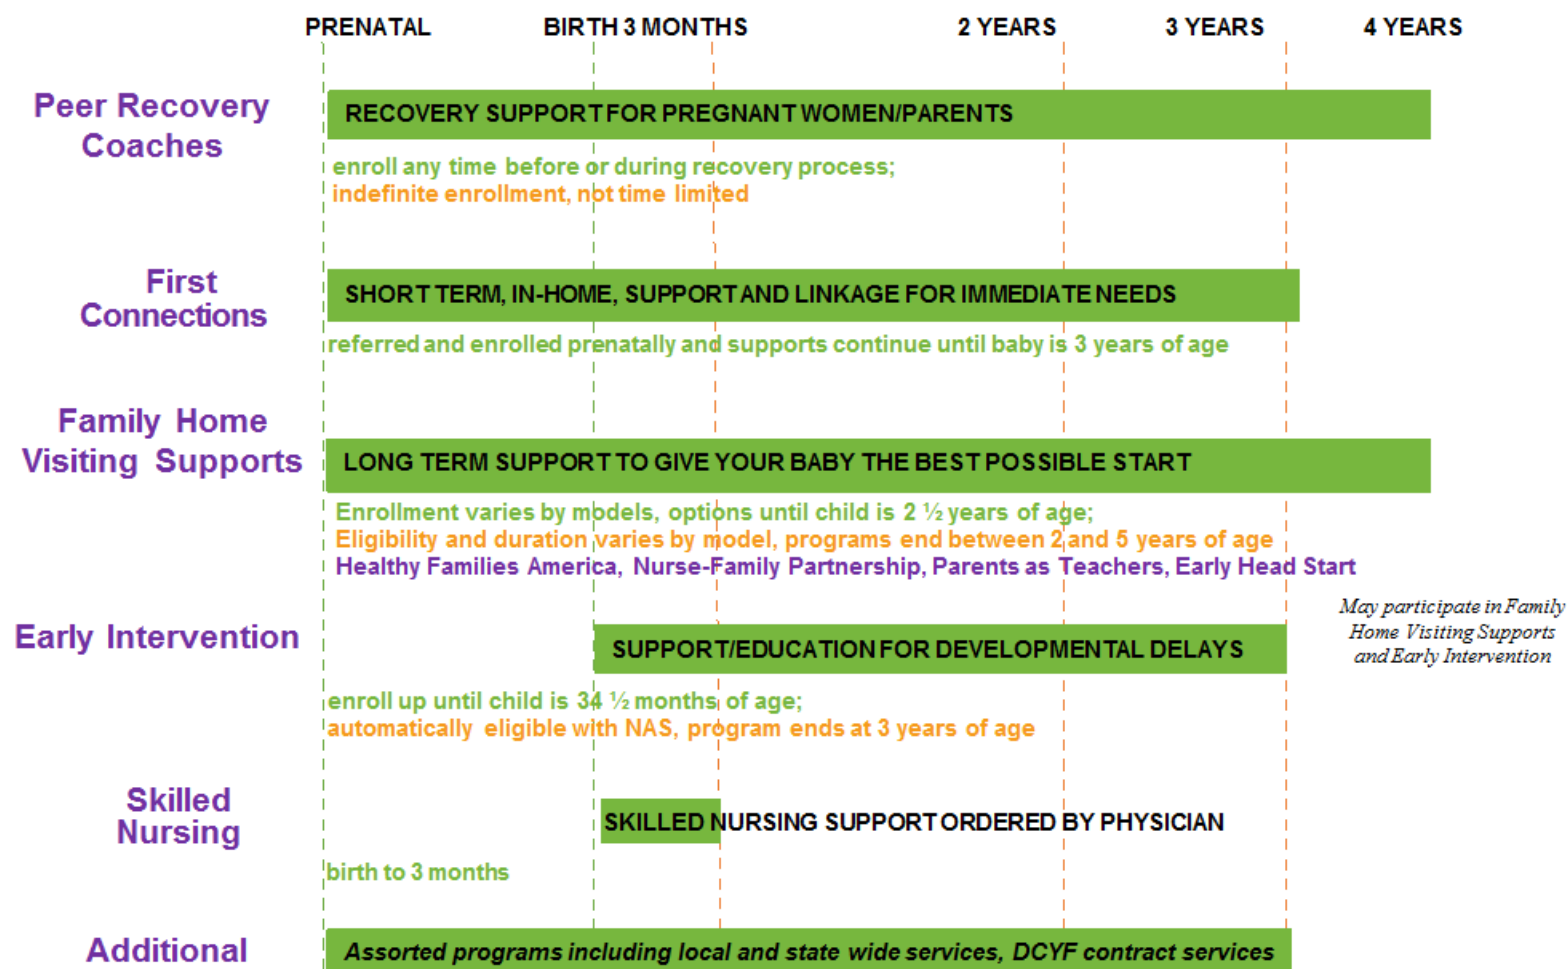 PRENATAL BIRTH 3 MONTHS 2 YEARS 3 YEARS 4 YEARS
Peer Recovery
Coaches
RECOVERY SUPPORT FOR PREGNANT WOMEN/PARENTS
enroll any time before or during recovery process;
indefinite enrollment, not time limited
First
Connections
SHORT TERM, IN-HOME, SUPPORT AND LINKAGE FOR IMMEDIATE NEEDS
referred and enrolled prenatally and supports continue until baby is 3 years of age
Family Home
Visiting Supports
LONG TERM SUPPORT TO GIVE YOUR BABY THE BEST POSSIBLE START
Enrollment varies by models, options until child is 2 ½ years of age;
Eligibility and duration varies by model, programs end between 2 and 5 years of age
Healthy Families America, Nurse-Family Partnership, Parents as Teachers, Early Head Start
Early Intervention
SUPPORT/EDUCATION FOR DEVELOPMENTAL DELAYS
May participate in Family
Home Visiting Supports
and Early Intervention
enroll up until child is 34 ½ months of age;
automatically eligible with NAS, program ends at 3 years of age
Skilled
Nursing
SKILLED NURSING SUPPORT ORDERED BY PHYSICIAN
birth to 3 months
Additional
Assorted programs including local and state wide services, DCYF contract services